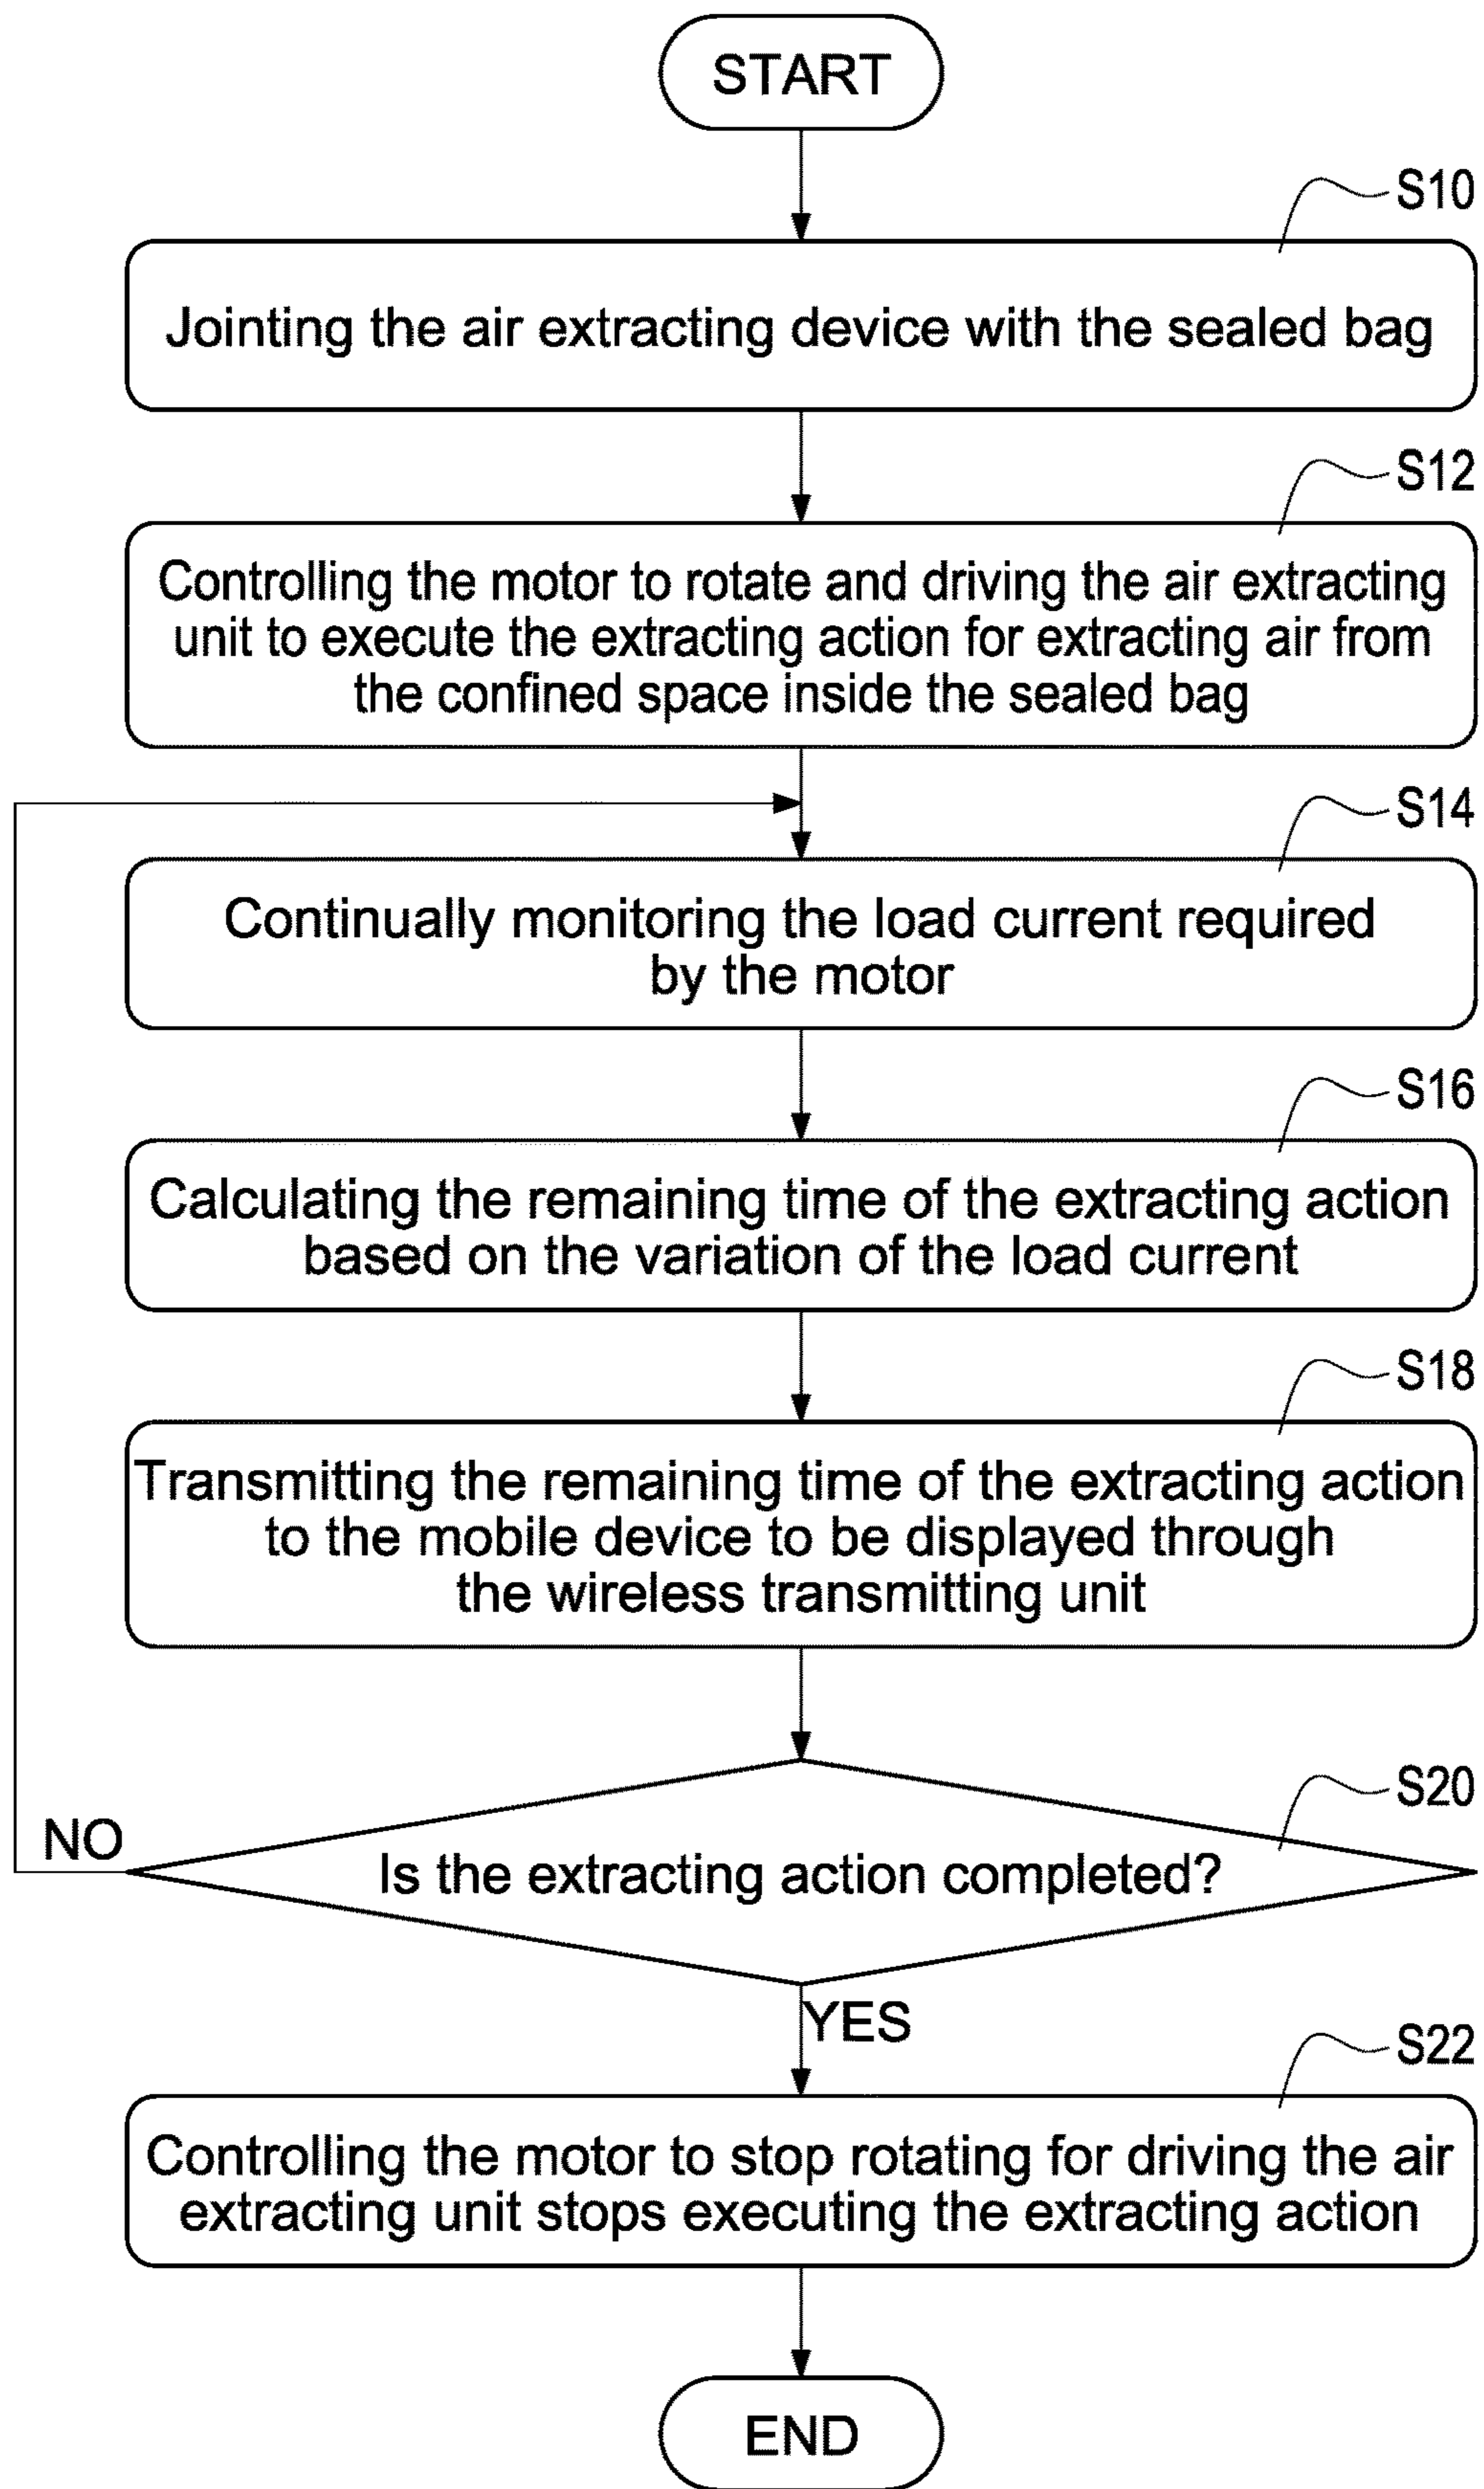 START
S10
Jointing the air extracting device with the sealed bag
S12
Controlling the motor to rotate and driving the air extracting
unit to execute the extracting action for extracting air from
the confined space inside the sealed bag
S14
Continually monitoring the load current required
by the motor
S16
Calculating the remaining time of the extracting action
based on the variation of the load current
S18
Transmitting the remaining time of the extracting action
to the mobile device to be displayed through
the wireless transmitting unit
S20
NO
Is the extracting action completed?
YES
S22
Controlling the motor to stop rotating for driving the air
extracting unit stops executing the extracting action
END